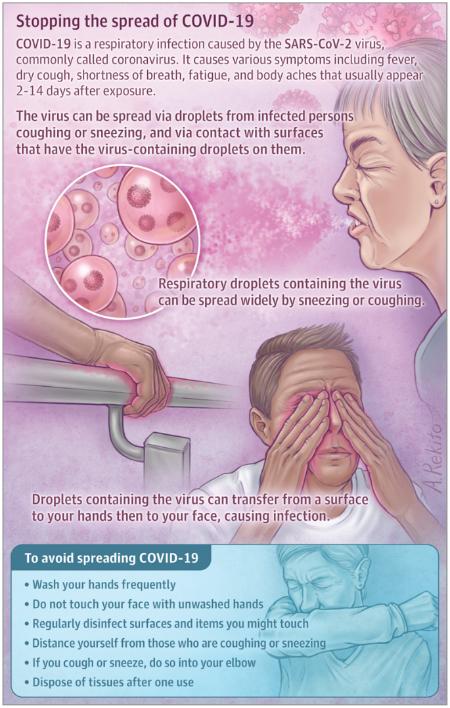 Stopping the spread of COVID-19
COVID-19 is a respiratory infection caused by the SARS-CoV-2 virus,
commonly called coronavirus. It causes various symptoms including fever,
dry cough, shortness of breath, fatigue, and body aches that usually appear
2-14 days after exposure.
The virus can be spread via droplets from infected persons
coughing or sneezing, and via contact with surfaces
that have the virus-containing droplets on them.
Respiratory droplets containing the virus
can be spread widely by sneezing or coughing.
A.Rekito
Droplets containing the virus can transfer from a surface
to your hands then to your face, causing infection.
To avoid spreading COVID-19
• Wash your hands frequently
• Do not touch your face with unwashed hands
• Regularly disinfect surfaces and items you might touch
• Distance yourself from those who are coughing or sneezing
• If you cough or sneeze, do so into your elbow
• Dispose of tissues after one use